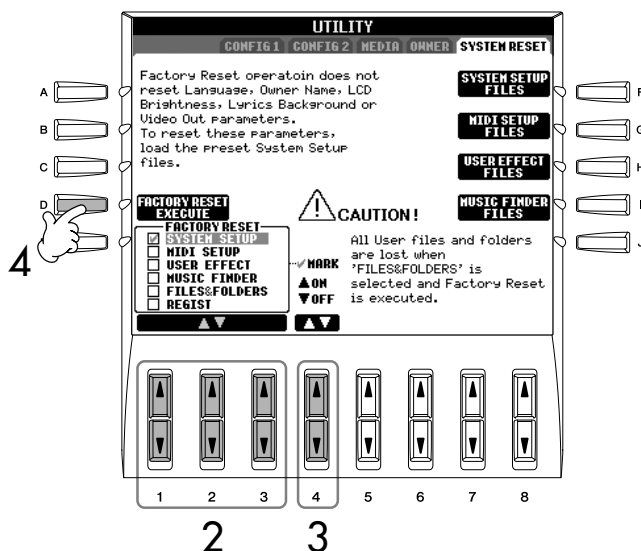 UTILITY
CONFIG 1 CONFIG 2 MEDIA OWNER SYSTEM RESET
Factory Reset operatoin does not
reset Language, Owner Name, LCD
Brightness, Lyrics Background or
Video Out parameters.
To reset these parameters,
load the preset System Setup
files.
SYSTEM SETUP
FILES
MIDI SETUP
FILES
USER EFFECT
FILES
MUSIC FINDER
FILES
A
B
C
D
F
G
H
I
J
4
FACTORY RESET
EXECUTE
FACTORY RESET
SYSTEM SETUP
MIDI SETUP
USER EFFECT
MUSIC FINDER
FILES&FOLDERS
REGIST
MARK
▲ON
▼OFF
CAUTION!
All User files and folders
are lost when
'FILES&FOLDERS' is
selected and Factory Reset
is executed.
1 2 3 4 5 6 7 8
2 3